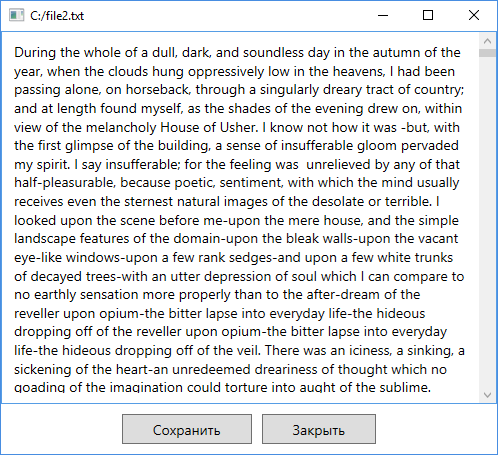 C:/file2.txt
During the whole of a dull, dark, and soundless day in the autumn of the
year, when the clouds hung oppressively low in the heavens, I had been
passing alone, on horseback, through a singularly dreary tract of country;
and at length found myself, as the shades of the evening drew on, within
view of the melancholy House of Usher. I know not how it was -but, with
the first glimpse of the building, a sense of insufferable gloom pervaded
my spirit. I say insufferable; for the feeling was  unrelieved by any of that
half-pleasurable, because poetic, sentiment, with which the mind usually
receives even the sternest natural images of the desolate or terrible. I
looked upon the scene before me-upon the mere house, and the simple
landscape features of the domain-upon the bleak walls-upon the vacant
eye-like windows-upon a few rank sedges-and upon a few white trunks
of decayed trees-with an utter depression of soul which I can compare to
no earthly sensation more properly than to the after-dream of the
reveller upon opium-the bitter lapse into everyday life-the hideous
dropping off of the reveller upon opium-the bitter lapse into everyday
life-the hideous dropping off of the veil. There was an iciness, a sinking, a
sickening of the heart-an unredeemed dreariness of thought which no
goading of the imagination could torture into aught of the sublime.
Сохранить
Закрыть